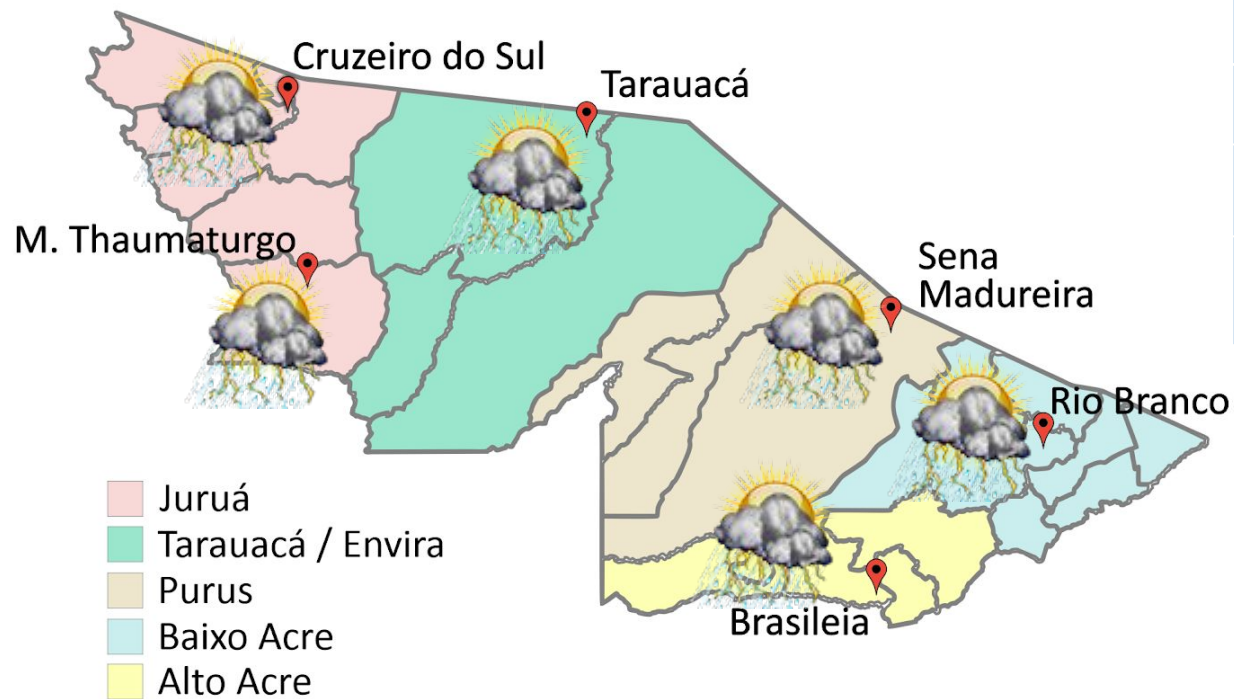 Cruzeiro do Sul
Tarauacá
M. Thaumaturgo
Sena
Madureira
Rio Branco
Brasileia
Juruá
Tarauacá / Envira
Purus
Baixo Acre
Alto Acre